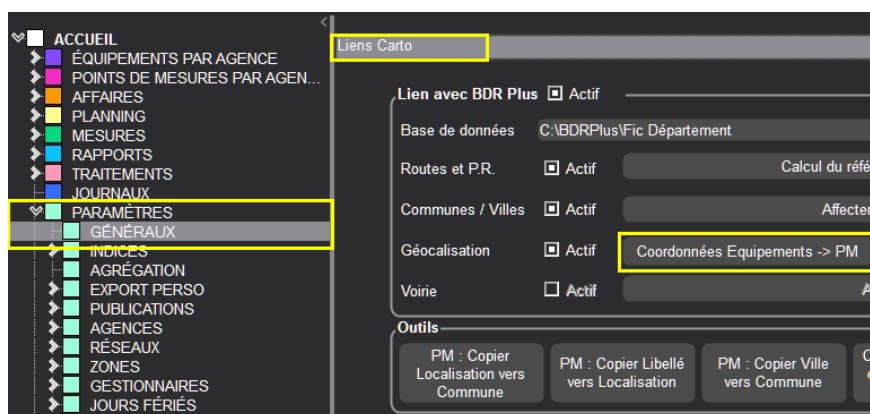 <
ACCUEIL
ÉQUIPEMENTS PAR AGENCE
POINTS DE MESURES PAR AGEN...
AFFAIRES
PLANNING
MESURES
RAPPORTS
TRAITEMENTS
JOURNAUX
PARAMÈTRES
GÉNÉRAUX
INDICES
AGRÉGATION
EXPORT PERSO
PUBLICATIONS
AGENCES
RÉSEAUX
ZONES
GESTIONNAIRES
JOURS FÉRIÉS
Liens Carto
Lien avec BDR Plus Actif
Base de données C:\BDRPlus\Fic Département
Routes et P.R. Actif Calcul du réfé
Communes / Villes Actif Affecter
Géocalisation Actif Coordonnées Equipements -> PM
Voirie Actif
Outils
PM : Copier
Localisation vers
Commune
PM : Copier Libellé
vers Localisation
PM : Copier Ville
vers Commune